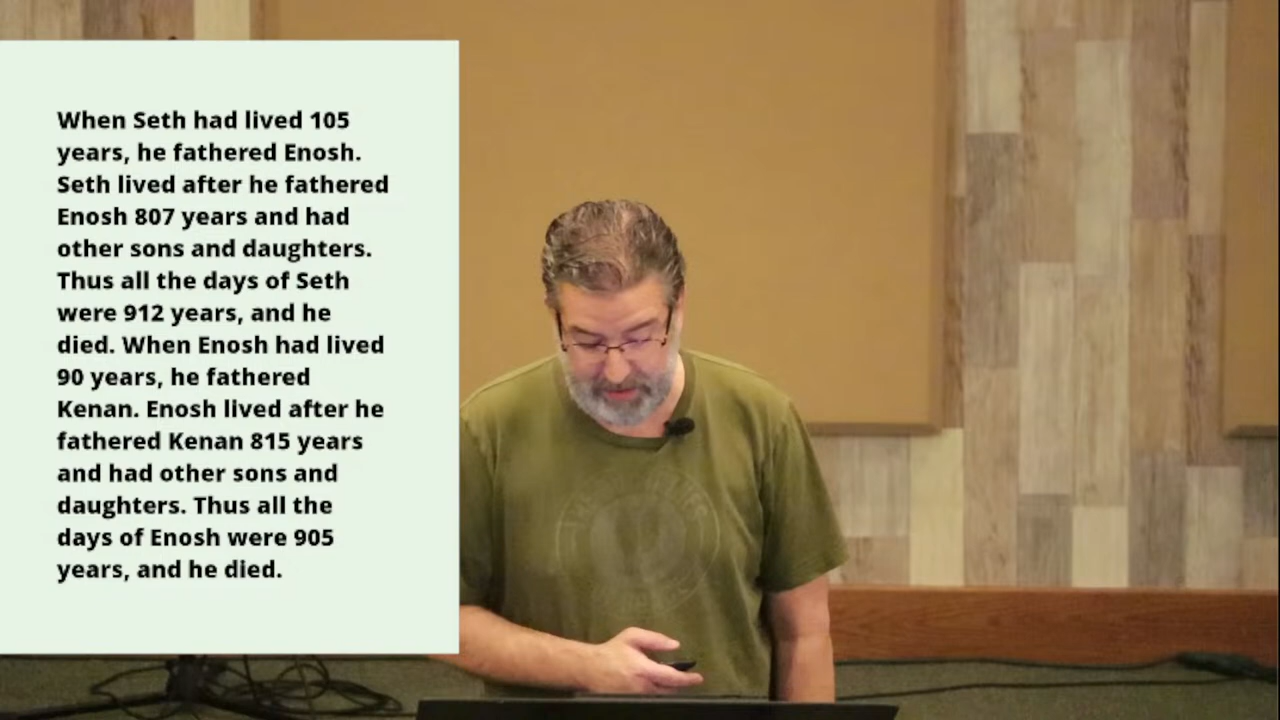 When Seth had lived 105
years, he fathered Enosh.
Seth lived after he fathered
Enosh 807 years and had
other sons and daughters.
Thus all the days of Seth
were 912 years, and he
died. When Enosh had lived
90 years, he fathered
Kenan. Enosh lived after he
fathered Kenan 815 years
and had other sons and
daughters. Thus all the
days of Enosh were 905
years, and he died.